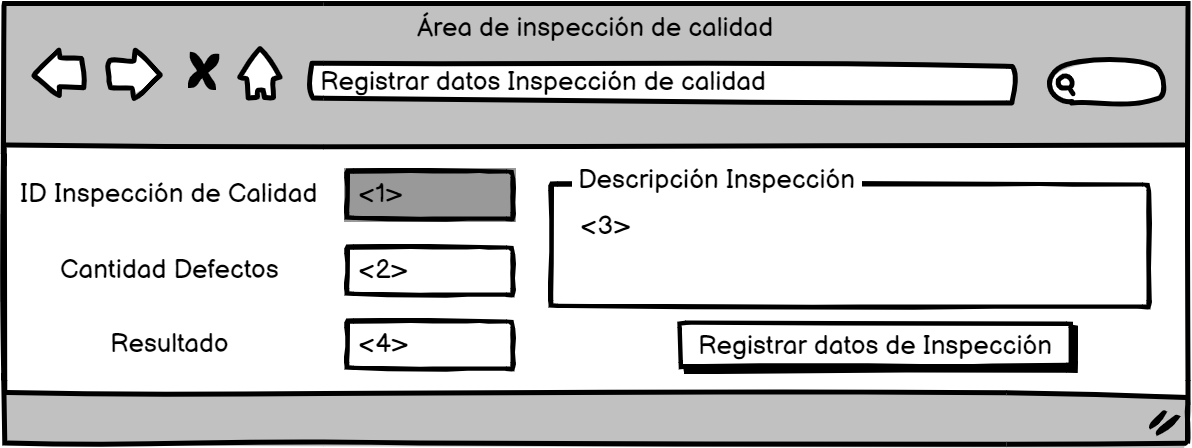 Área de inspección de calidad
Registrar datos Inspección de calidad
ID Inspección de Calidad
<1>
Descripción Inspección
<3>
Cantidad Defectos
<2>
Resultado
<4>
Registrar datos de Inspección